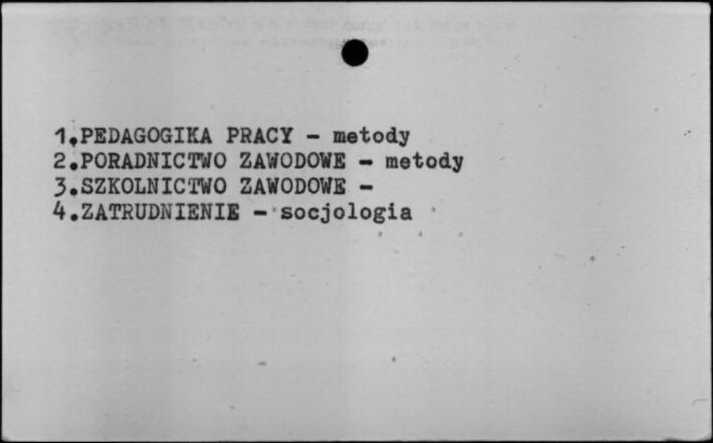 1.PEDAGOGIKA PRACY - metody
2.PORADNICTWO ZAWODOWE - metody
3.SZKOLNICTWO ZAWODOWE -
4.ZATRUDNIENIE - socjologia